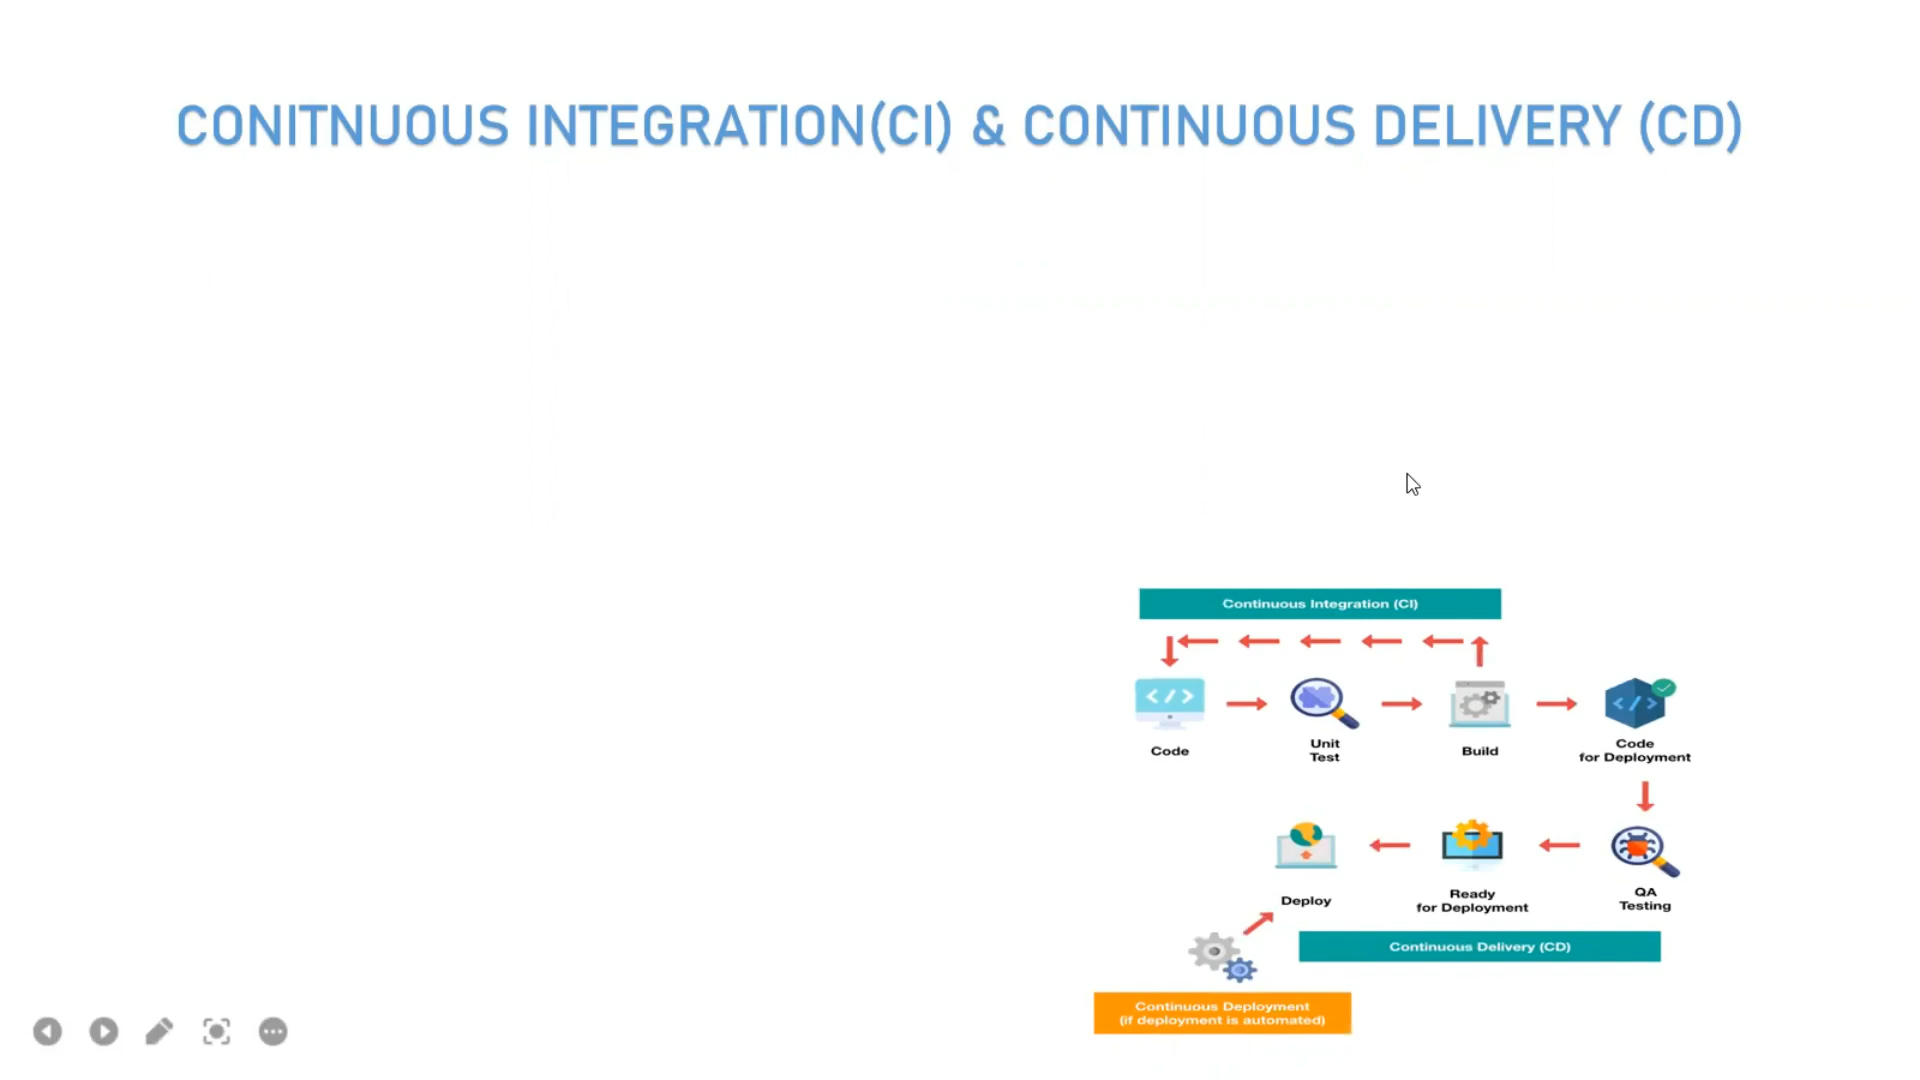 CONITNUOUS INTEGRATION(CI) & CONTINUOUS DELIVERY (CD)
Continuous Integration (CI)
Code
Unit
Test
Build
Code
for Deployment
Deploy
Ready
for Deployment
QA
Testing
Continuous Delivery (CD)
Continuous Deployment
(if deployment is automated)